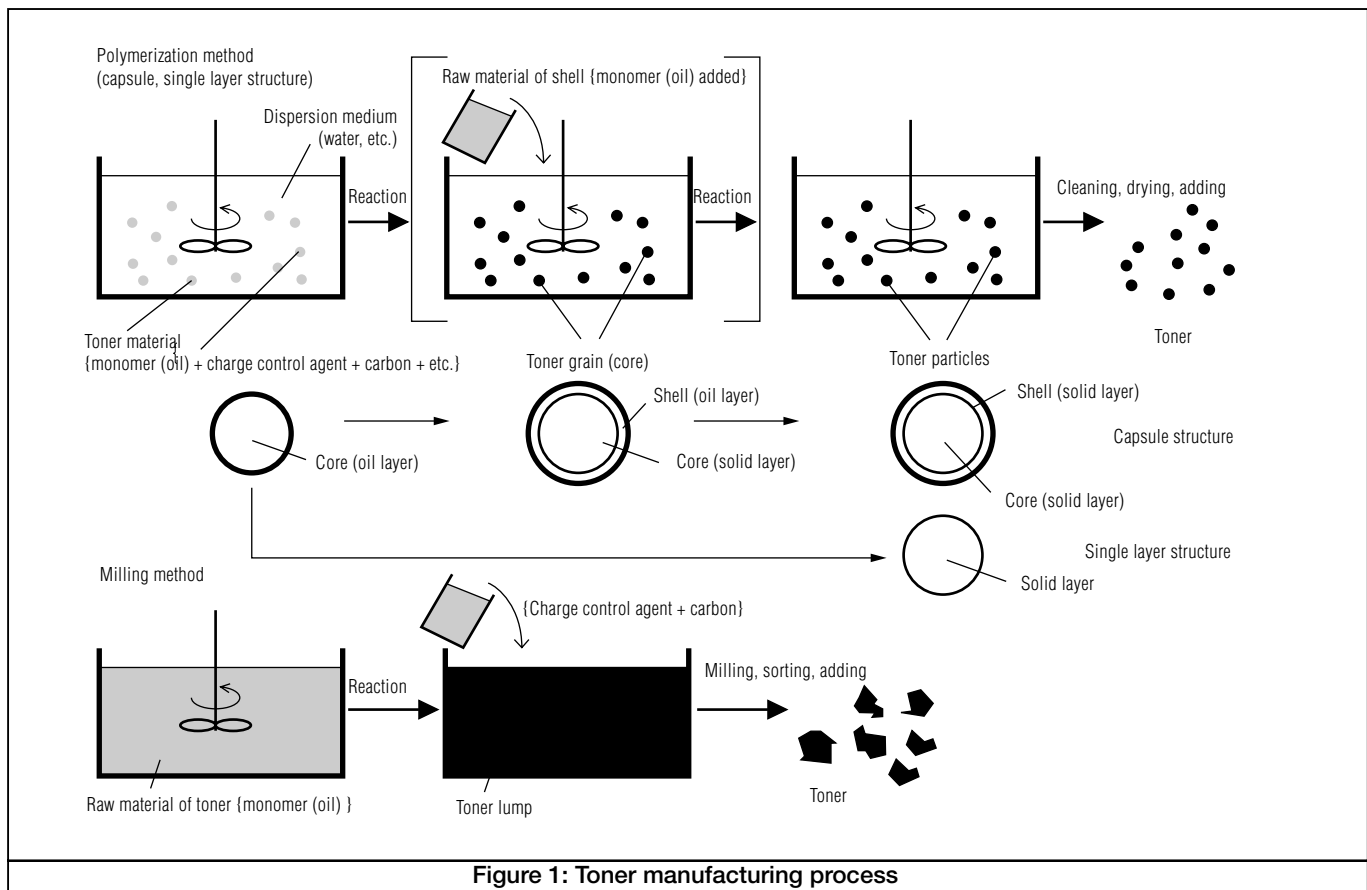 Polymerization method
(capsule, single layer structure)
Raw material of shell {monomer (oil) added}
Dispersion medium
(water, etc.)
Reaction
Reaction
Cleaning, drying, adding
Toner material
{monomer (oil) + charge control agent + carbon + etc.}
Toner grain (core)
Toner particles
Toner
Core (oil layer)
Shell (oil layer)
Core (solid layer)
Shell (solid layer)
Core (solid layer)
Capsule structure
Single layer structure
Solid layer
Milling method
{Charge control agent + carbon}
Reaction
Milling, sorting, adding
Raw material of toner {monomer (oil) }
Toner lump
Toner
Figure 1: Toner manufacturing process